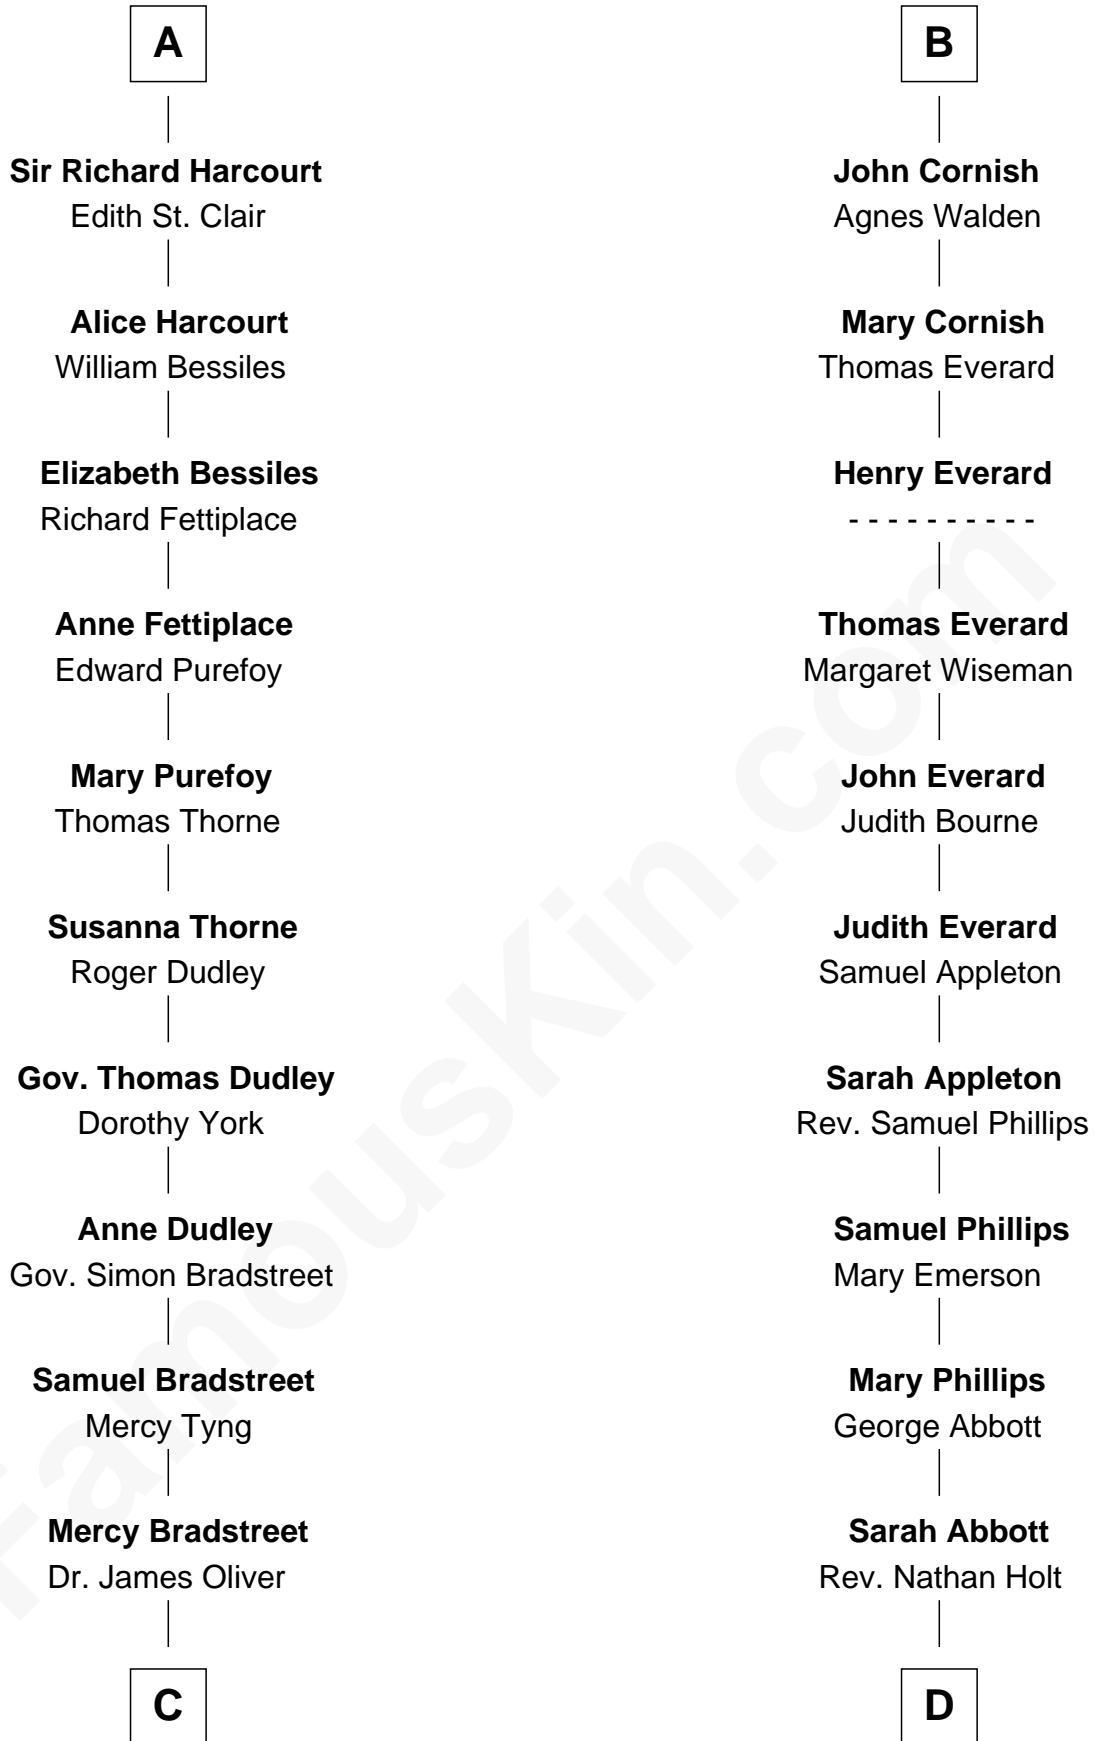 A
Sir Richard Harcourt
Edith St. Clair
Alice Harcourt
William Bessiles
Elizabeth Bessiles
Richard Fettiplace
Anne Fettiplace
Edward Purefoy
Mary Purefoy
Thomas Thorne
Susanna Thorne
Roger Dudley
Gov. Thomas Dudley
Dorothy York
Anne Dudley
Gov. Simon Bradstreet
Samuel Bradstreet
Mercy Tyng
Mercy Bradstreet
Dr. James Oliver
C
B
John Cornish
Agnes Walden
Mary Cornish
Thomas Everard
Henry Everard
- - - - - - - - - -
Thomas Everard
Margaret Wiseman
John Everard
Judith Bourne
Judith Everard
Samuel Appleton
Sarah Appleton
Rev. Samuel Phillips
Samuel Phillips
Mary Emerson
Mary Phillips
George Abbott
Sarah Abbott
Rev. Nathan Holt
D
FamousKin.com